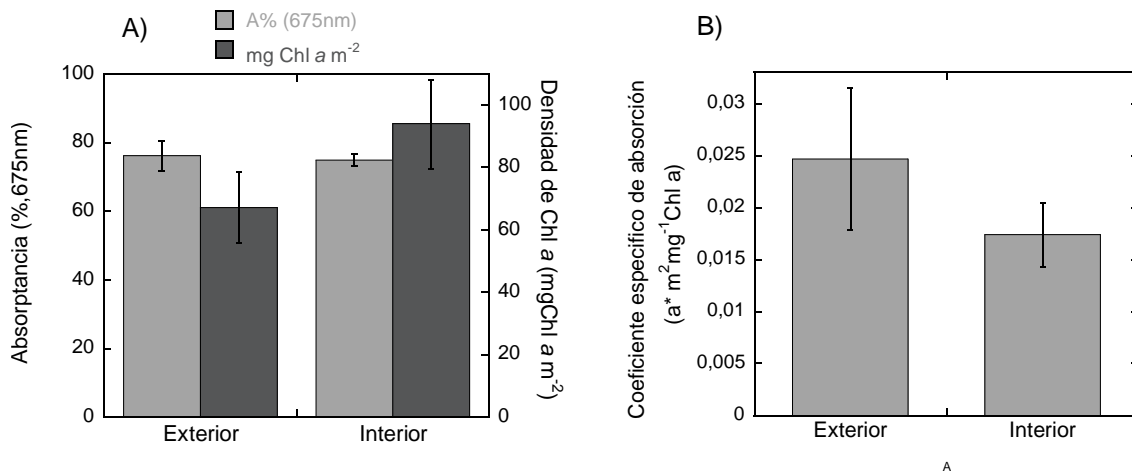 A)
A% (675nm)
mg Chl a m-2
Absorptancia (%,675nm)
100
80
60
40
20
0
Exterior
Interior
100
80
60
40
20
0
Densidad de Chl a (mgChl a m-2)
B)
Coeficiente especifico de absorción
(a* m2mg-1Chl a)
0,03
0,025
0,02
0,015
0,01
0,005
0
Exterior
Interior
A